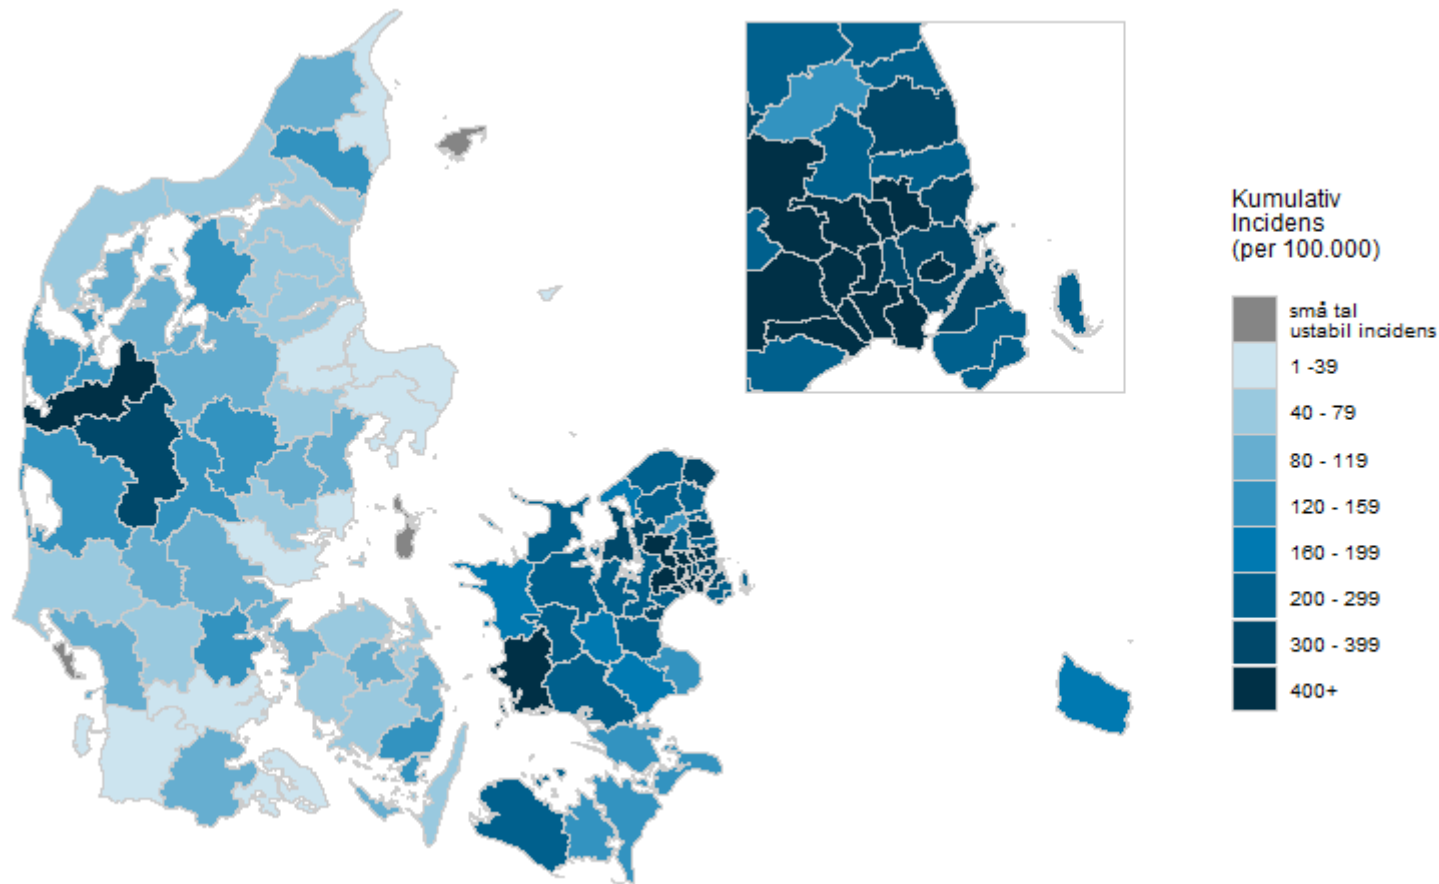 Kumulativ
Incidens
(per 100.000)
små tal
ustabil incidens
1 -39
40 - 79
80 - 119
120 - 159
160 - 199
200 - 299
300 - 399
400+